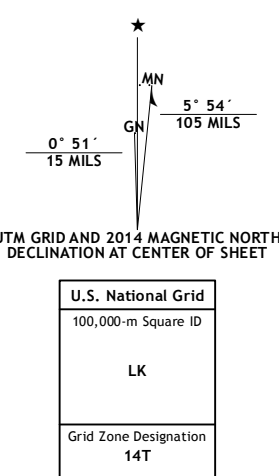 ★
MN
GN
5° 54´
105 MILS
0° 51´
15 MILS
UTM GRID AND 2014 MAGNETIC NORTH
DECLINATION AT CENTER OF SHEET
U.S. National Grid
100,000-m Square ID
LK
Grid Zone Designation
14T